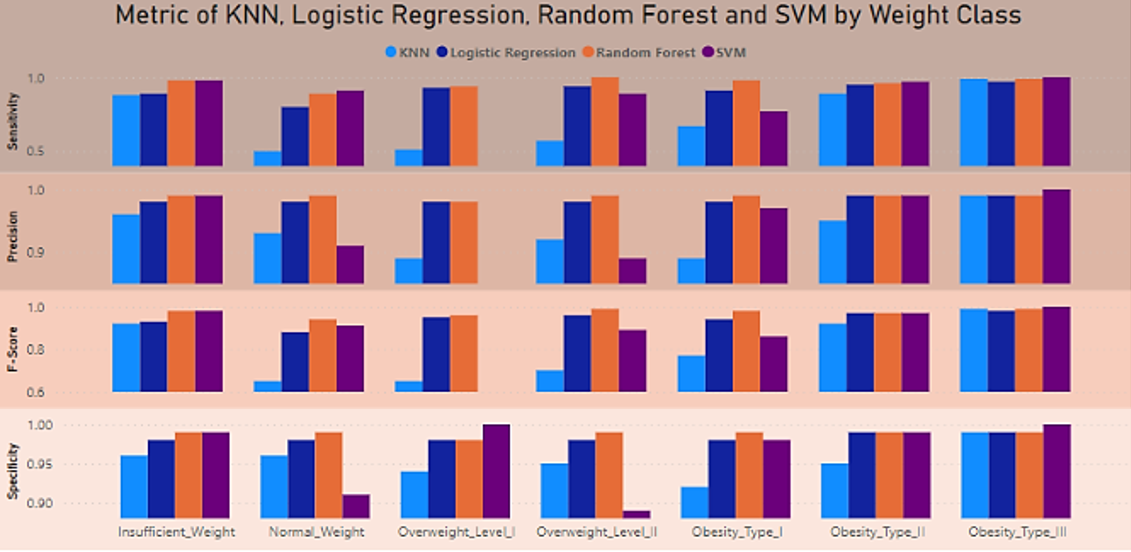 Metric of KNN, Logistic Regression, Random Forest and SVM by Weight Class
KNN Logistic Regression Random Forest SVM
Sensitivity
1.0
0.5
Precision
1.0
0.9
F-Score
1.0
0.8
0.6
Specificity
1.00
0.95
0.90
Insufficient_Weight Normal_Weight Overweight_Level_I Overweight_Level_II Obesity_Type_I Obesity_Type_II Obesity_Type_III